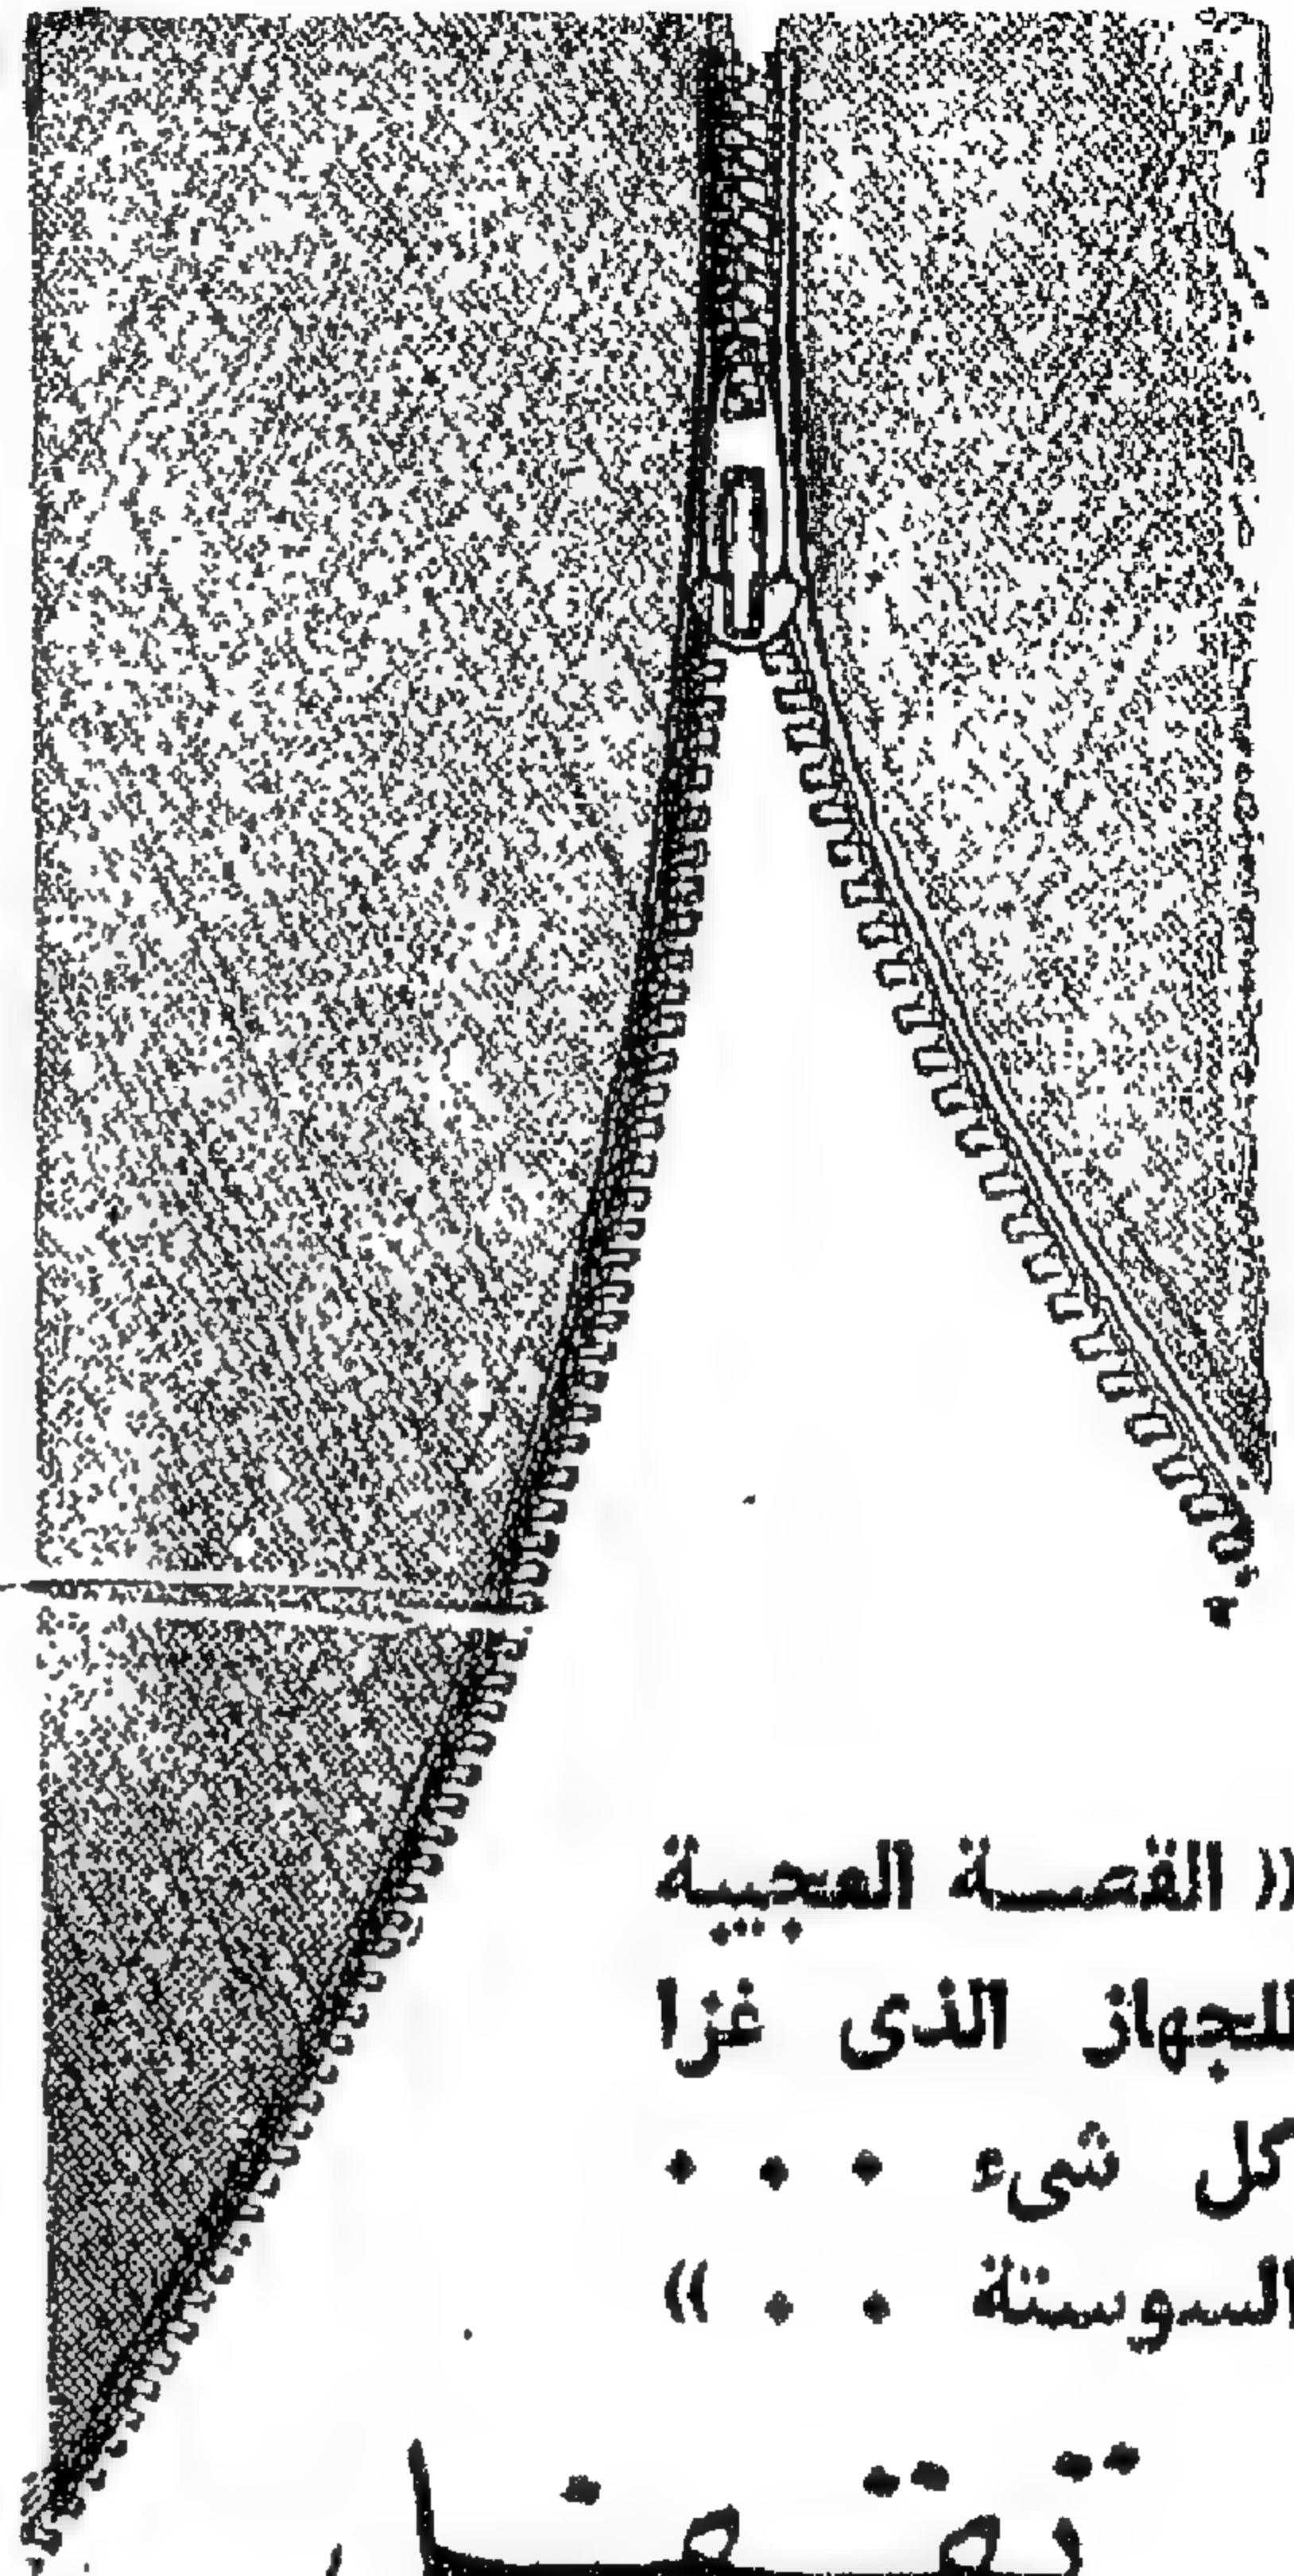 « القصة العجيبة
للجهاز الذى غزا
كل شىء . . .
السوستة . . »